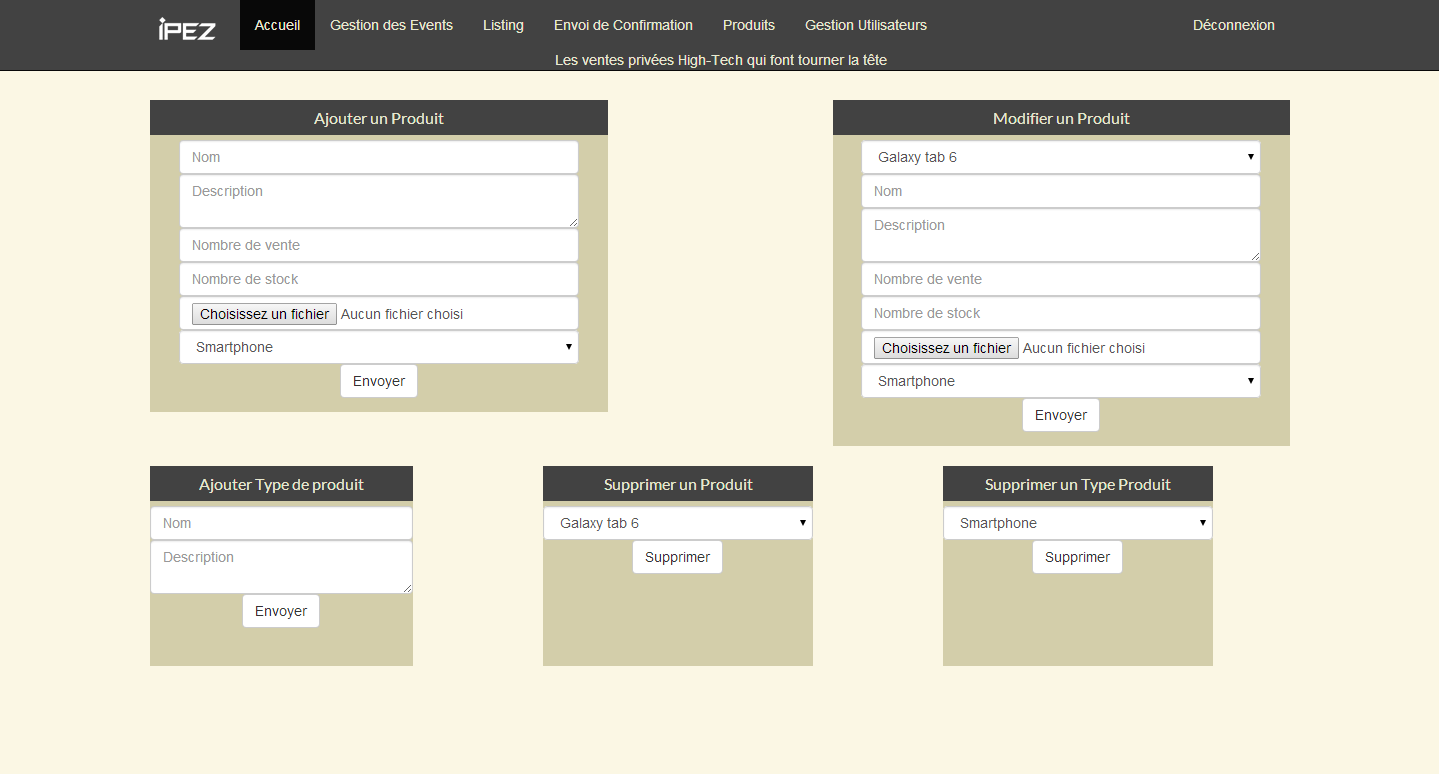 iPEZ
Accueil
Gestion des Events
Listing
Envoi de Confirmation
Produits
Gestion Utilisateurs
Déconnexion
Les ventes privées High-Tech qui font tourner la tête
Ajouter un Produit
Nom
Description
Nombre de vente
Nombre de stock
Choisissez un fichier Aucun fichier choisi
Smartphone
Envoyer
Modifier un Produit
Galaxy tab 6
Nom
Description
Nombre de vente
Nombre de stock
Choisissez un fichier Aucun fichier choisi
Smartphone
Envoyer
Ajouter Type de produit
Nom
Description
Envoyer
Supprimer un Produit
Galaxy tab 6
Supprimer
Supprimer un Type Produit
Smartphone
Supprimer